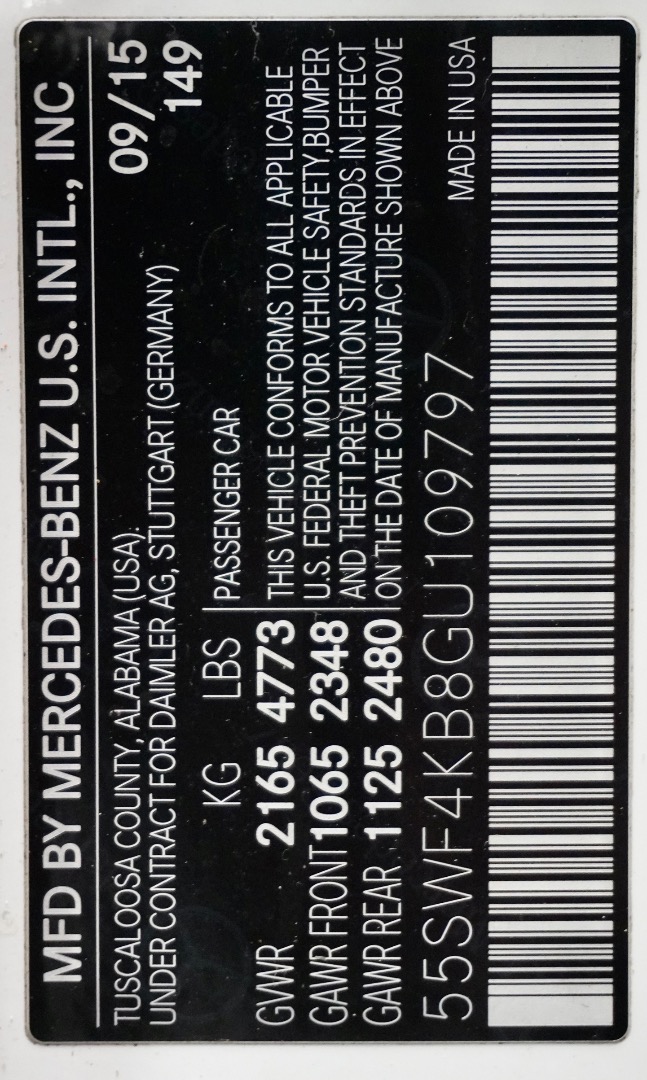 MFD BY MERCEDES-BENZ U.S. INTL., INC
TUSCALOOSA COUNTY, ALABAMA (USA). 09/15
UNDER CONTRACT FOR DAIMLER AG, STUTTGART (GERMANY) 149
KG LBS PASSENGER CAR
GVWR 2165 4773 THIS VEHICLE CONFORMS TO ALL APPLICABLE
GAWR FRONT 1065 2348 U.S. FEDERAL MOTOR VEHICLE SAFETY,BUMPER
AND THEFT PREVENTION STANDARDS IN EFFECT
GAWR REAR 1125 2480 ON THE DATE OF MANUFACTURE SHOWN ABOVE
55SWF4KB8GU109797 MADE IN USA